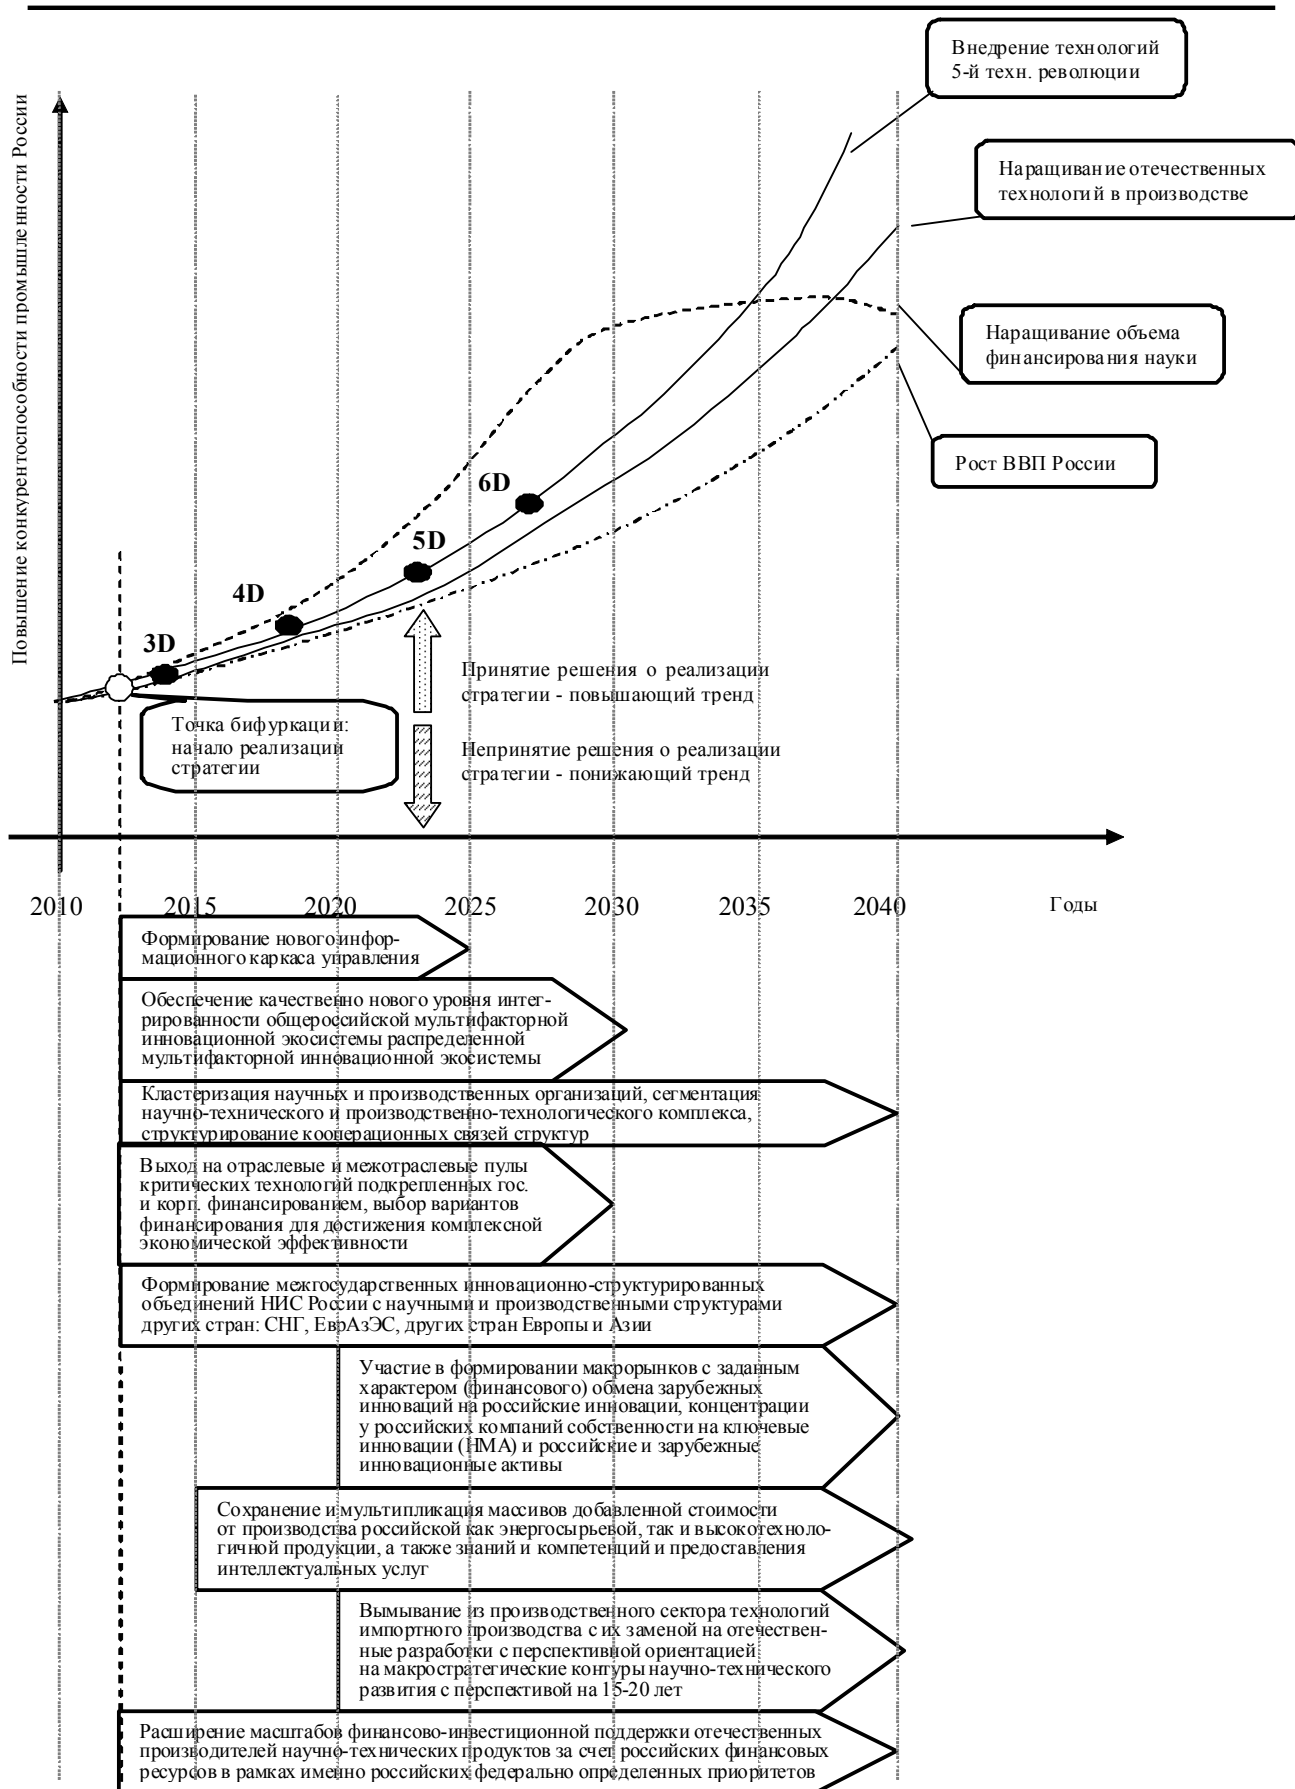 Внедрение технологий
5-й техн. революции
Повышение конкурентоспособности промышленности России
Наращивание отечественных
технологий в производстве
Наращивание объема
финансирования науки
Рост ВВП России
6D
5D
4D
3D
Принятие решения о реализации
стратегии - повышающий тренд
Точка бифуркации:
начало реализации
стратегии
Непринятие решения о реализации
стратегии - понижающий тренд
2010 2015 2020 2025 2030 2035 2040 Годы
Формирование нового инфор-
мационного каркаса управления
Обеспечение качественно нового уровня интег-
рированности общероссийской мультифакторной
инновационной экосистемы распределенной
мультифакторной инновационной экосистемы
Кластеризация научных и производственных организаций, сегментация
научно-технического и производственно-технологического комплекса,
структурирование кооперационных связей структур
Выход на отраслевые и межотраслевые пулы
критических технологий подкрепленных гос.
и корп. финансированием, выбор вариантов
финансирования для достижения комплексной
экономической эффективности
Формирование межгосударственных инновационно-структурированных
объединений НИС России с научными и производственными структурами
других стран: СНГ, ЕврАзЭС, других стран Европы и Азии
Участие в формировании макрорынков с заданным
характером (финансового) обмена зарубежных
инноваций на российские инновации, концентрации
у российских компаний собственности на ключевые
инновации (НМА) и российские и зарубежные
инновационные активы
Сохранение и мультипликация массивов добавленной стоимости
от производства российской как энергосырьевой, так и высокотехноло-
гичной продукции, а также знаний и компетенций и предоставления
интеллектуальных услуг
Вымывание из производственного сектора технологий
импортного производства с их заменой на отечествен-
ные разработки с перспективной ориентацией
на макростратегические контуры научно-технического
развития с перспективой на 15-20 лет
Расширение масштабов финансово-инвестиционной поддержки отечественных
производителей научно-технических продуктов за счет российских финансовых
ресурсов в рамках именно российских федерально определенных приоритетов